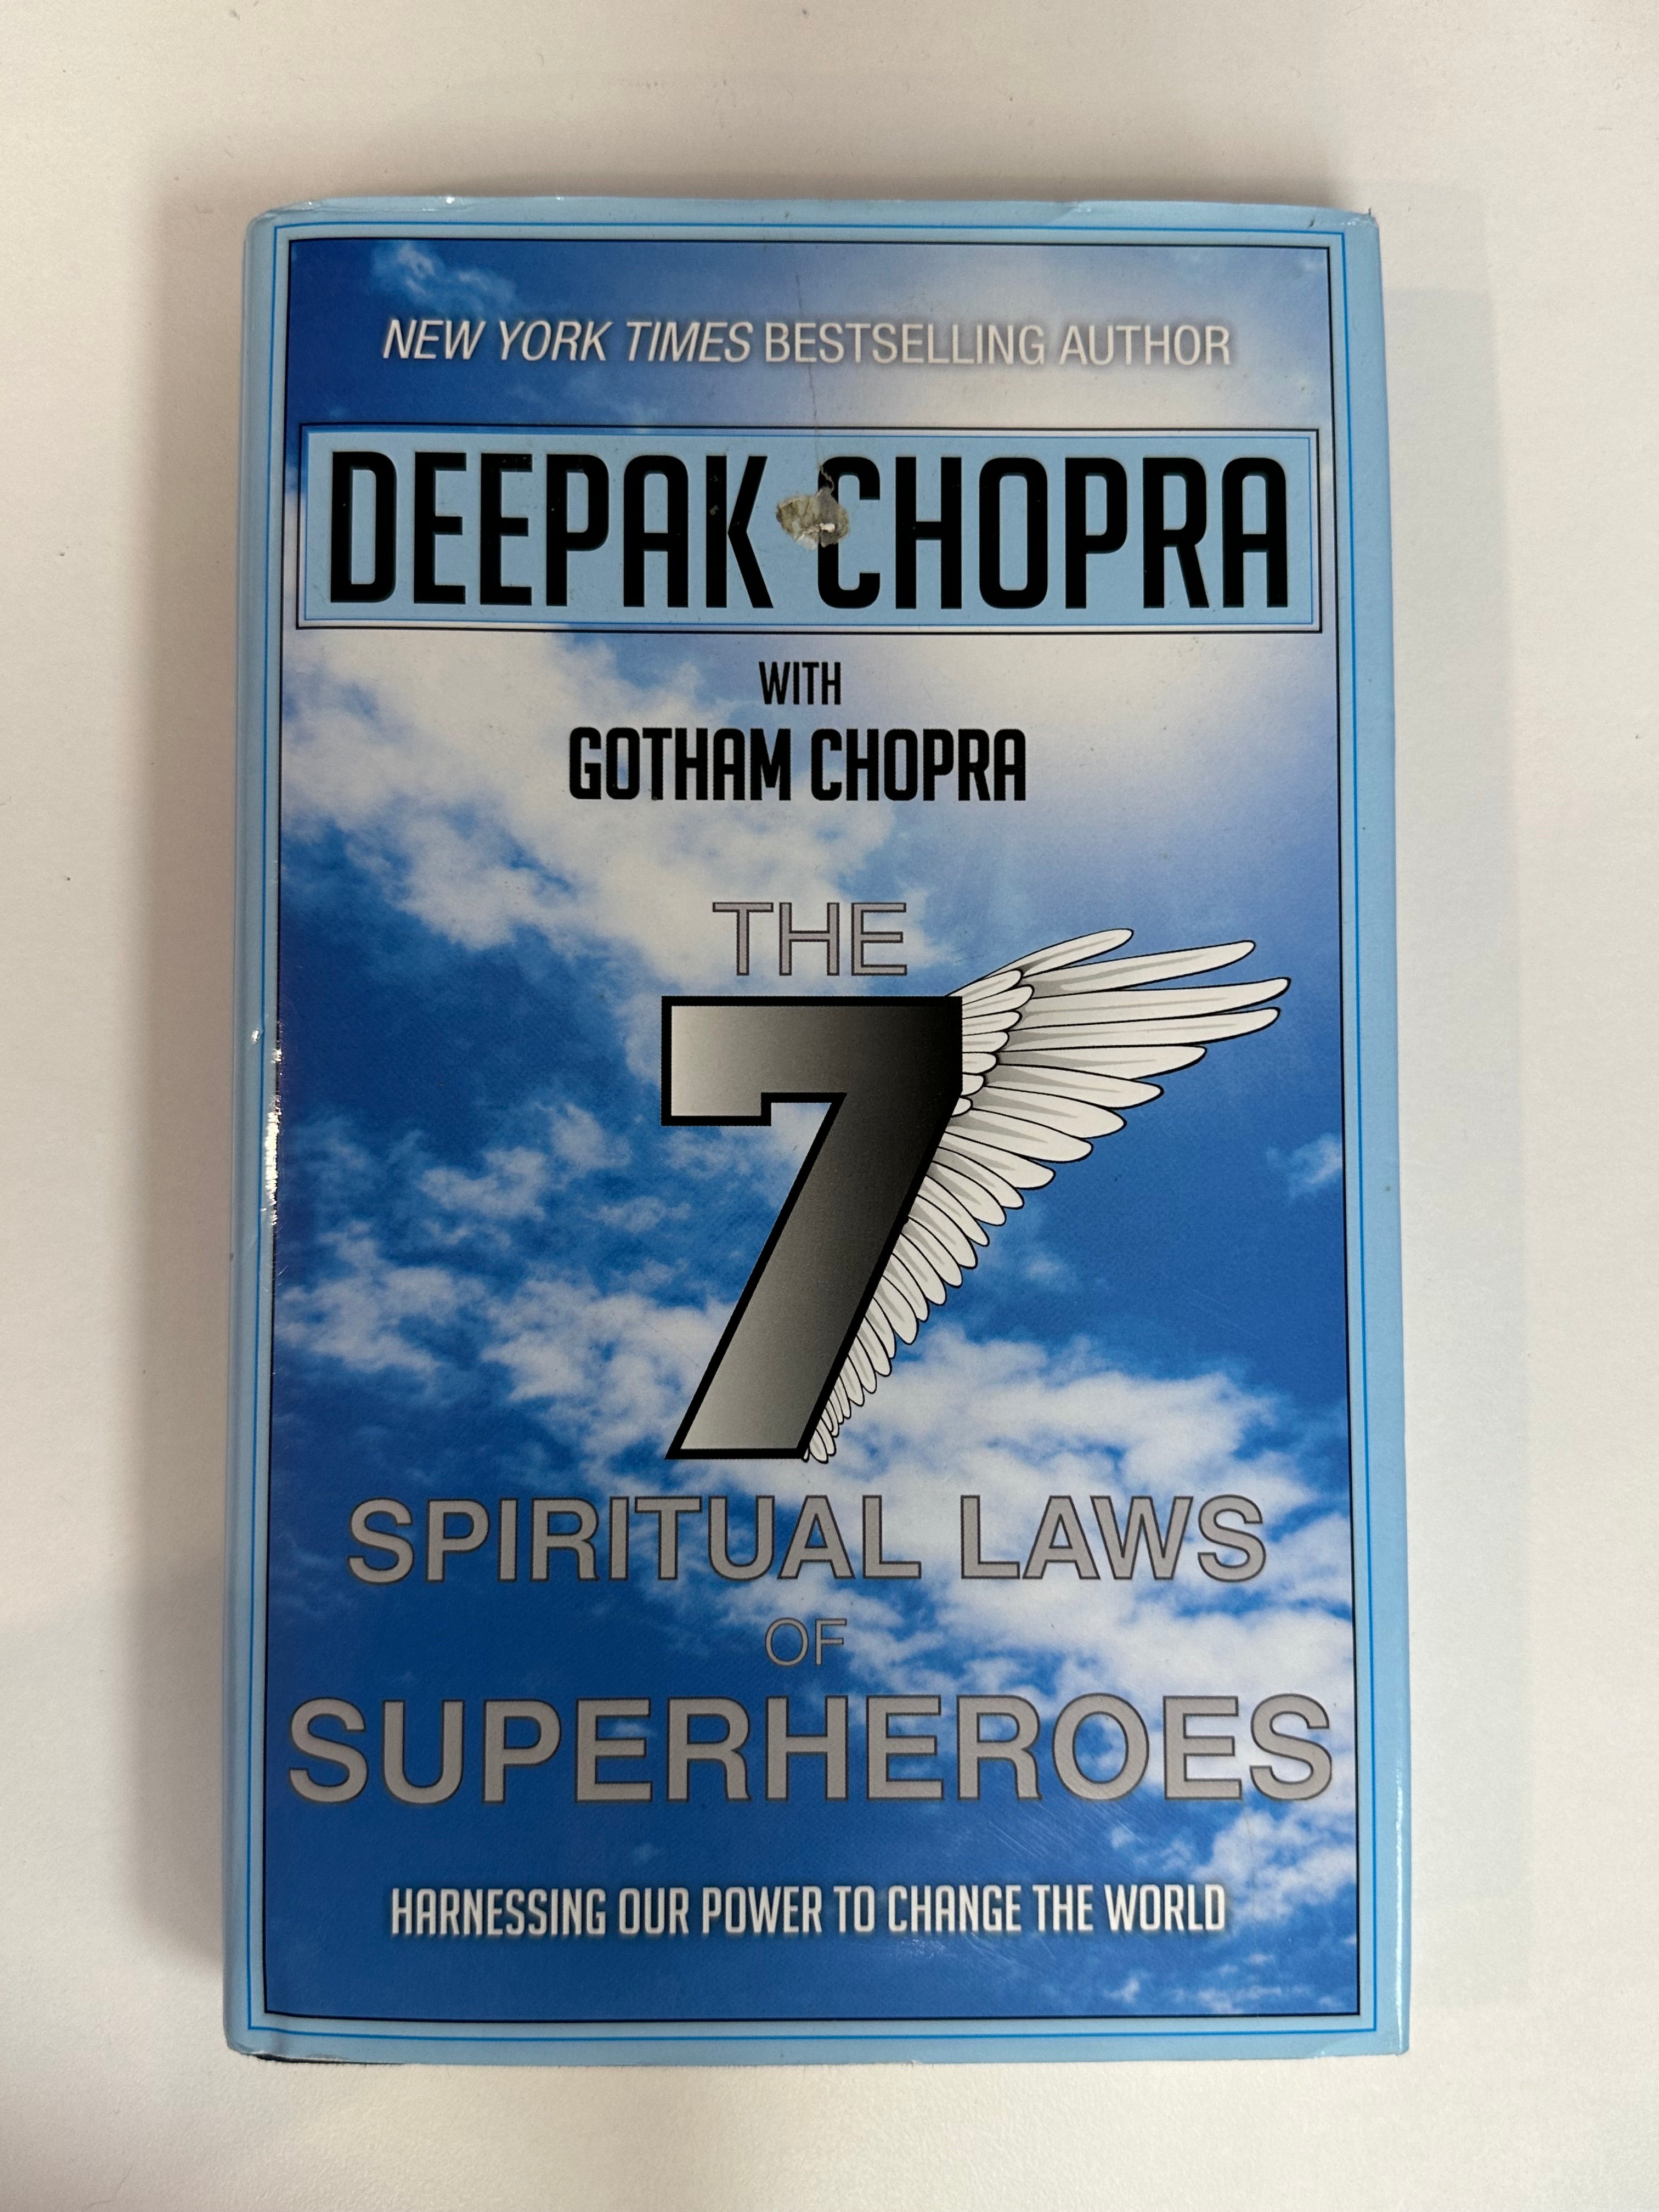 NEW YORK TIMES BESTSELLING AUTHOR
DEEPAK CHOPRA
WITH
GOTHAM CHOPRA
THE
7
SPIRITUAL LAWS
OF
SUPERHEROES
HARNESSING OUR POWER TO CHANGE THE WORLD